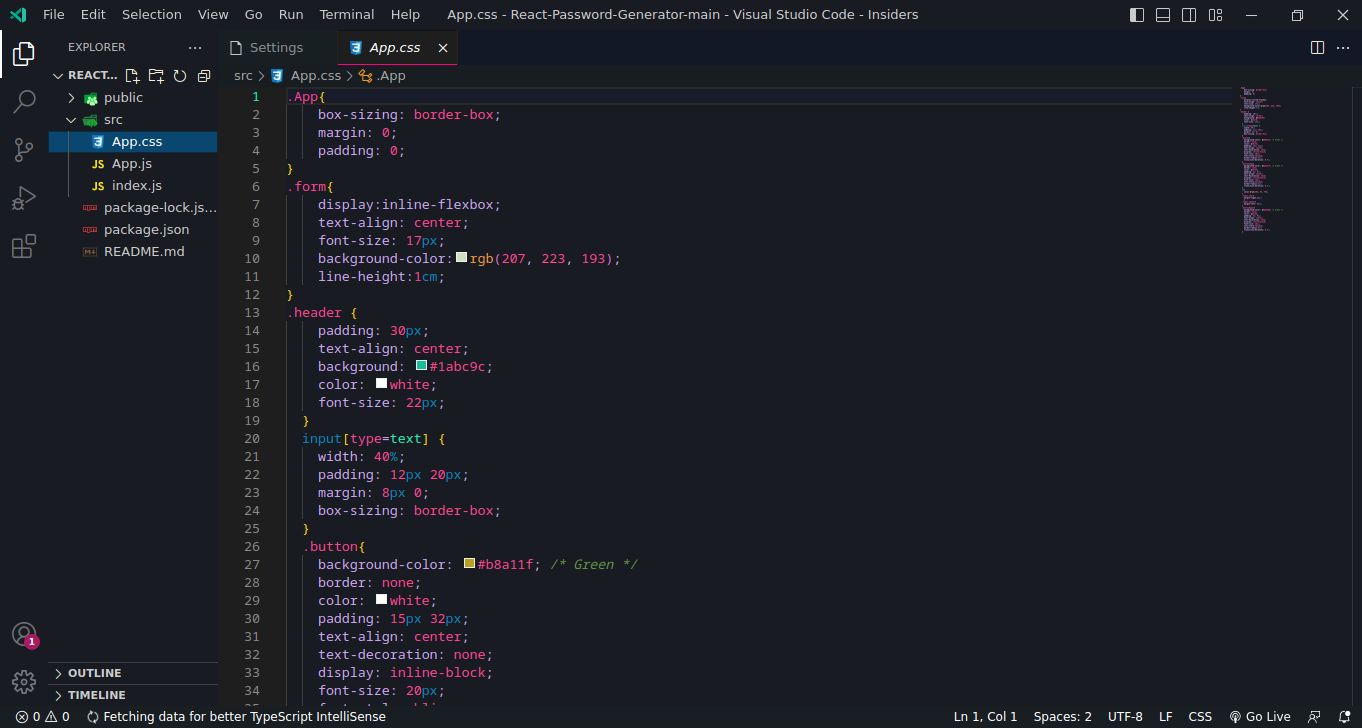 File Edit Selection View Go Run Terminal Help App.css - React-Password-Generator-main - Visual Studio Code - Insiders
EXPLORER
Settings App.css
REACT...
src > App.css > .App
public
src
App.css
App.js
index.js
package-lock.js...
package.json
README.md
1 .App{
2 box-sizing: border-box;
3 margin: 0;
4 padding: 0;
5 }
6 .form{
7 display:inline-flexbox;
8 text-align: center;
9 font-size: 17px;
10 background-color: rgb(207, 223, 193);
11 line-height:1cm;
12 }
13 .header {
14 padding: 30px;
15 text-align: center;
16 background: #1abc9c;
17 color: white;
18 font-size: 22px;
19 }
20 input[type=text] {
21 width: 40%;
22 padding: 12px 20px;
23 margin: 8px 0;
24 box-sizing: border-box;
25 }
26 .button{
27 background-color: #b8a11f; /* Green */
28 border: none;
29 color: white;
30 padding: 15px 32px;
31 text-align: center;
32 text-decoration: none;
33 display: inline-block;
34 font-size: 20px;
1
OUTLINE
TIMELINE
0 0 Fetching data for better TypeScript IntelliSense Ln 1, Col 1 Spaces: 2 UTF-8 LF CSS Go Live